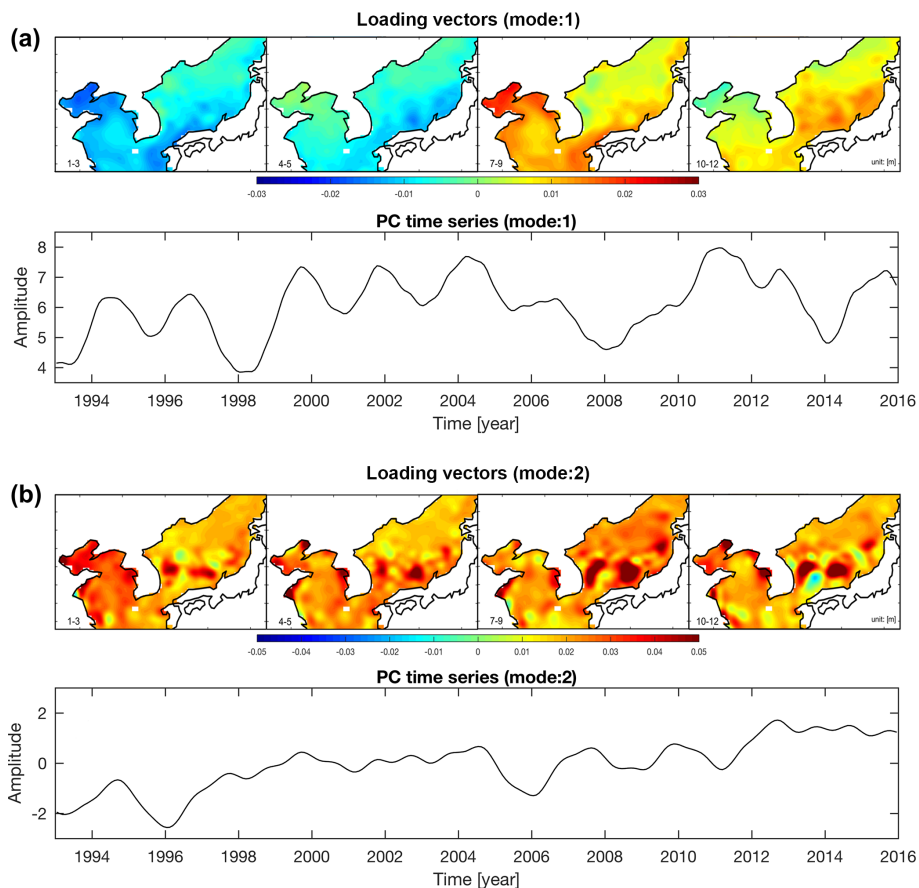 Loading vectors (mode:1)
(a)
1-3 4-5 7-9 10-12 unit: [m]
-0.03 -0.02 -0.01 0 0.01 0.02 0.03
PC time series (mode:1)
8
7
6
5
4
Amplitude
1994 1996 1998 2000 2002 2004 2006 2008 2010 2012 2014 2016
Time [year]
Loading vectors (mode:2)
(b)
1-3 4-5 7-9 10-12 unit: [m]
-0.05 -0.04 -0.03 -0.02 -0.01 0 0.01 0.02 0.03 0.04 0.05
PC time series (mode:2)
2
0
-2
Amplitude
1994 1996 1998 2000 2002 2004 2006 2008 2010 2012 2014 2016
Time [year]